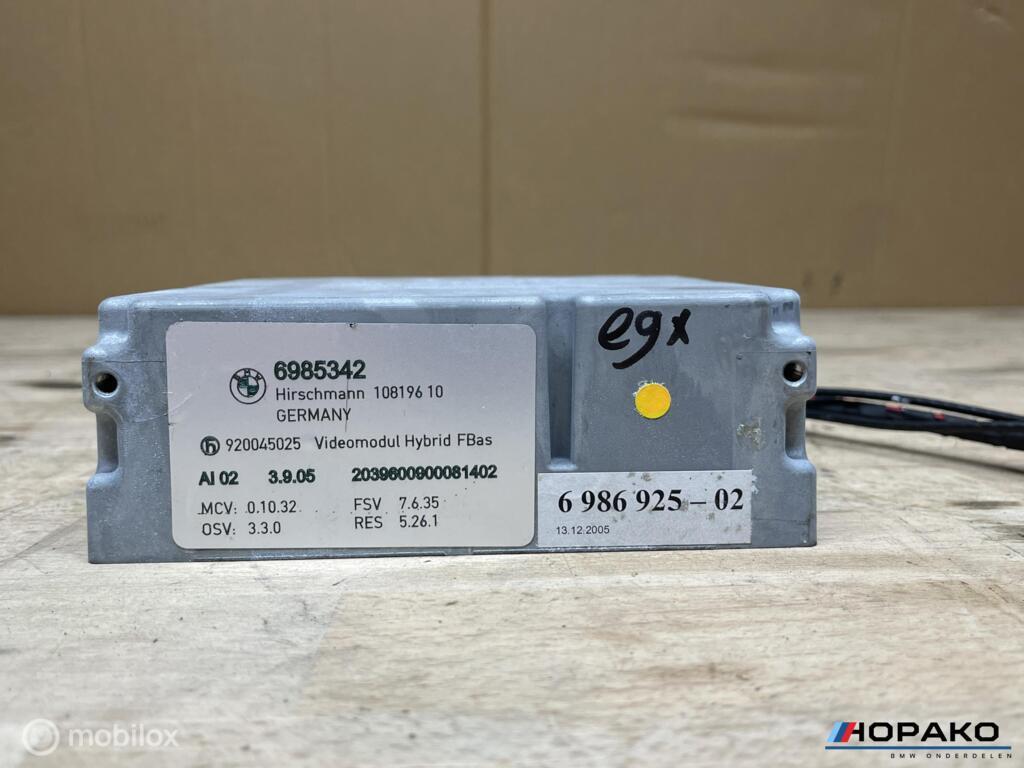 egx
6985342
Hirschmann 108196 10
GERMANY
920045025 Videomodul Hybrid FBas
AI 02 3.9.05 2039600900081402
MCV: 0.10.32 FSV 7.6.35
OSV: 3.3.0 RES 5.26.1
6 986 925 – 02
13.12.2005
mobilox
HOPAKO
BMW ONDERDELEN